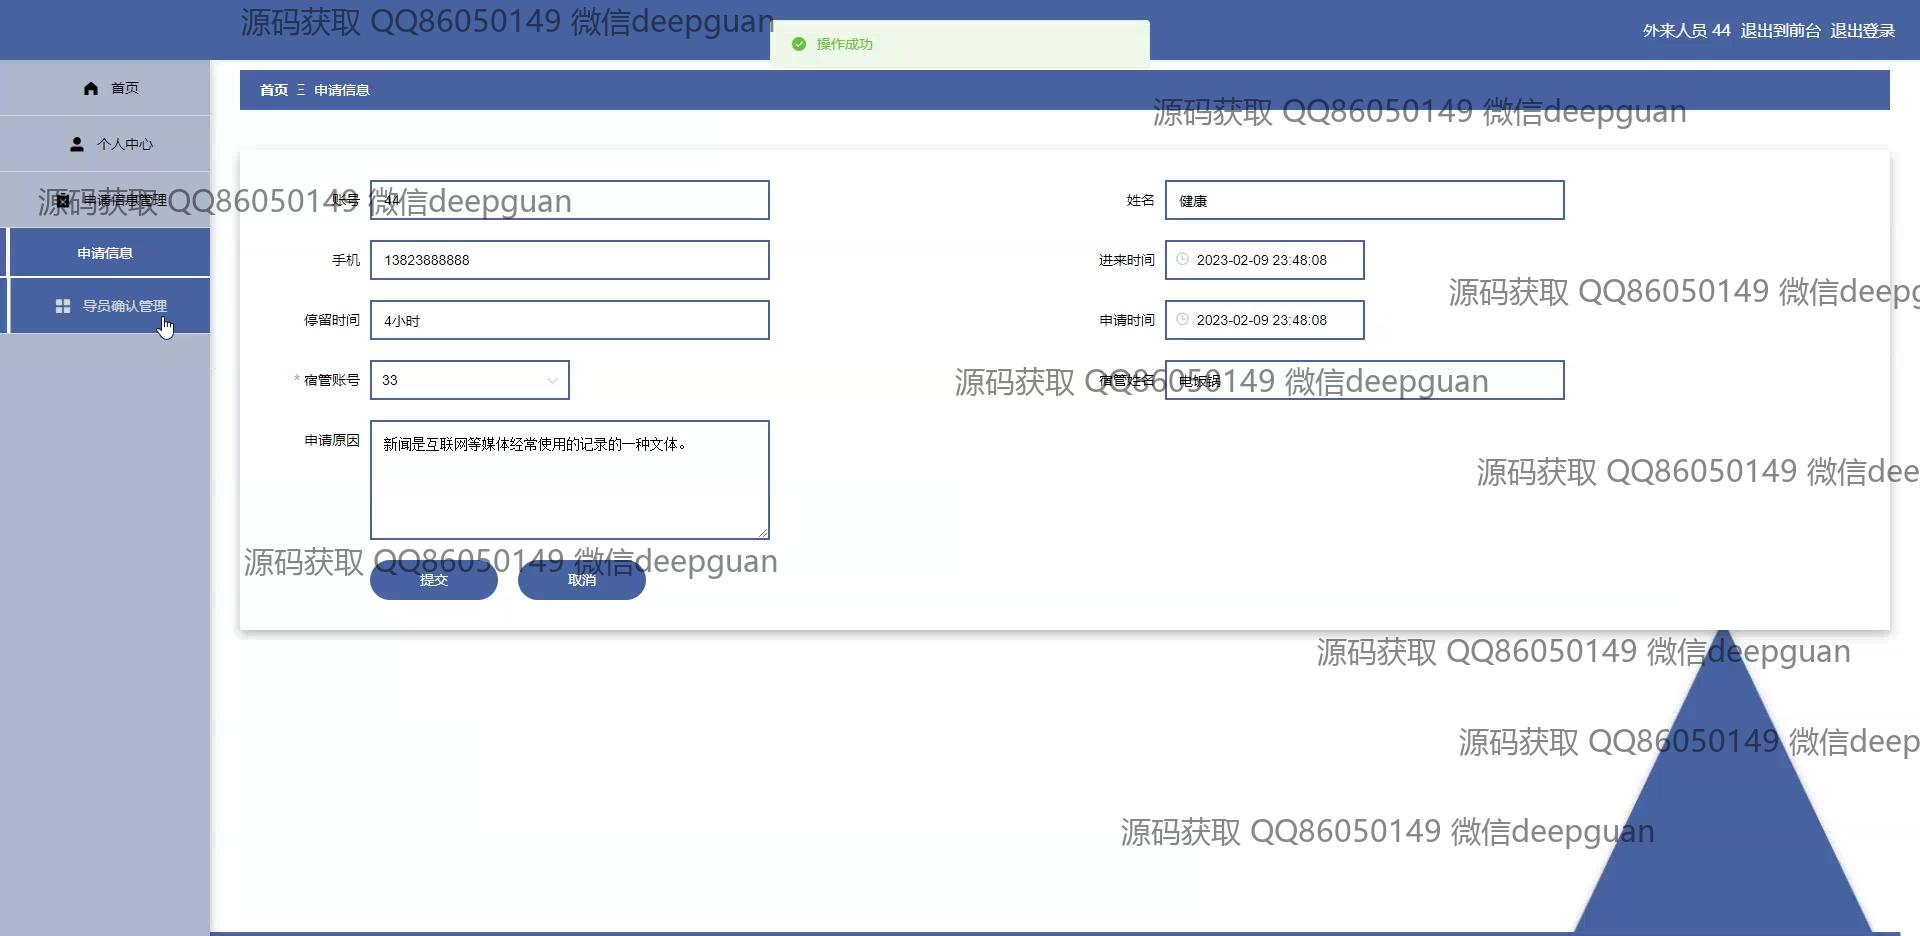 源码获取 QQ86050149 微信deepguan
操作成功
外来人员 44 退出到前台 退出登录
首页
首页 Ξ 申请信息
源码获取 QQ86050149 微信deepguan
个人中心
申请信息管理
源码获取 QQ86050149 微信deepguan
账号 44
姓名 健康
申请信息
手机 13823888888
进来时间 2023-02-09 23:48:08
源码获取 QQ86050149 微信deepg
导员确认管理
停留时间 4小时
申请时间 2023-02-09 23:48:08
* 宿管账号 33
宿管姓名 电饭锅
源码获取 QQ86050149 微信deepguan
申请原因 新闻是互联网等媒体经常使用的记录的一种文体。
源码获取 QQ86050149 微信dee
源码获取 QQ86050149 微信deepguan
提交 取消
源码获取 QQ86050149 微信deepguan
源码获取 QQ86050149 微信deep
源码获取 QQ86050149 微信deepguan